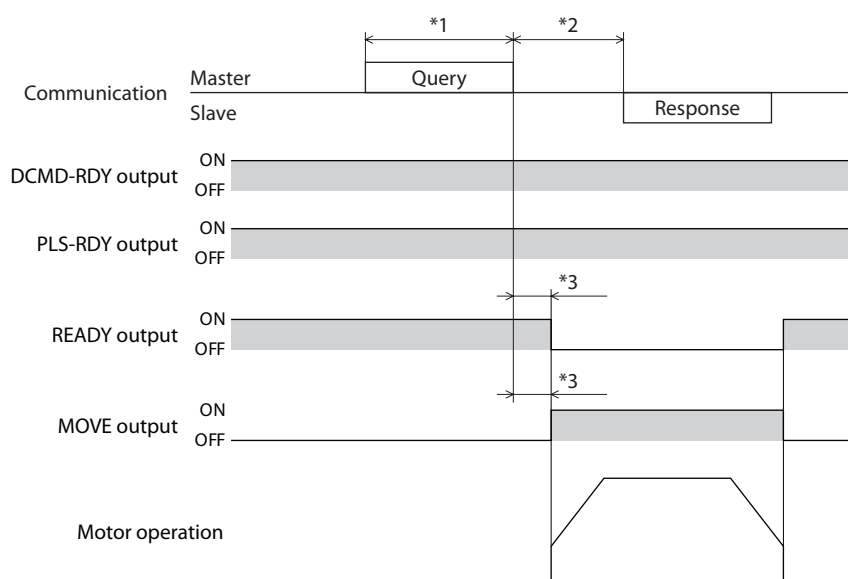 *1 *2
Communication Master Query
Slave Response
DCMD-RDY output ON
OFF
PLS-RDY output ON
OFF
*3
READY output ON
OFF
*3
MOVE output ON
OFF
Motor operation